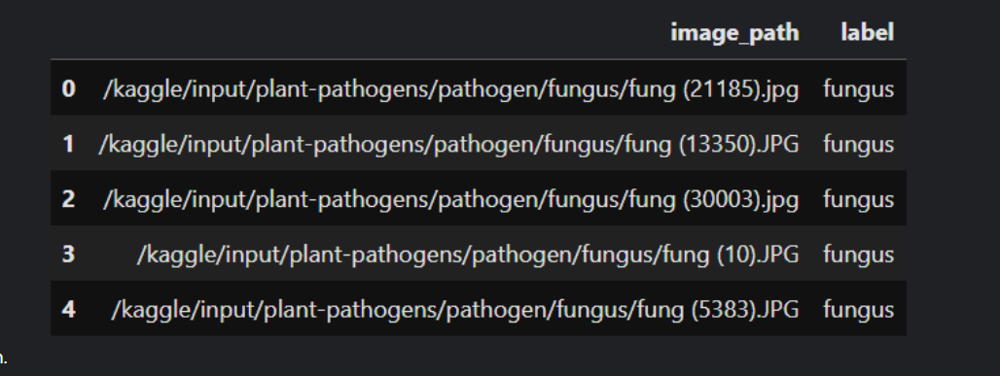 image_path label
0 /kaggle/input/plant-pathogens/pathogen/fungus/fung (21185).jpg fungus
1 /kaggle/input/plant-pathogens/pathogen/fungus/fung (13350).JPG fungus
2 /kaggle/input/plant-pathogens/pathogen/fungus/fung (30003).jpg fungus
3 /kaggle/input/plant-pathogens/pathogen/fungus/fung (10).JPG fungus
4 /kaggle/input/plant-pathogens/pathogen/fungus/fung (5383).JPG fungus